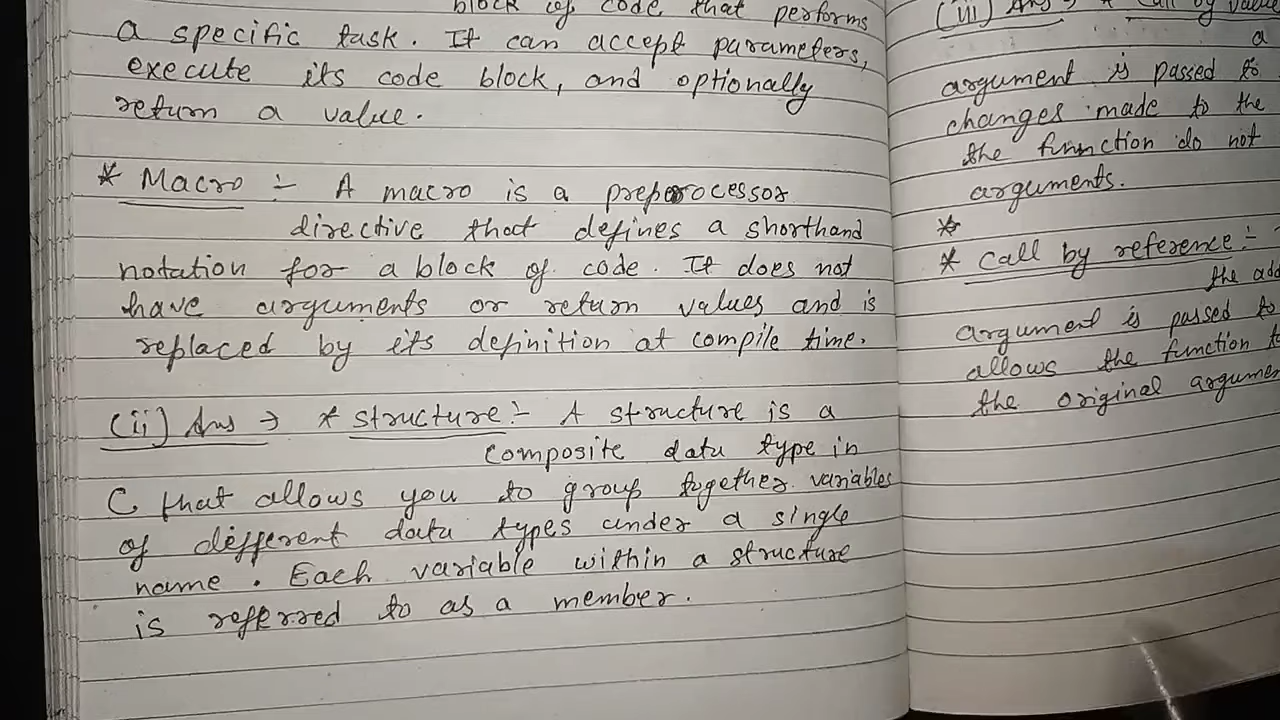 block of code that performs
a specific task. It can accept parameters,
execute its code block, and optionally
return a value.
* Macro :- A macro is a preprocessor
directive that defines a shorthand
notation for a block of code. It does not
have arguments or return values and is
replaced by its definition at compile time.
(ii) Ans → * structure :- A structure is a
composite data type in
C that allows you to group together variables
of different data types under a single
name. Each variable within a structure
is referred to as a member.
(iii) Ans → * Call by value
a
argument is passed to
changes made to the
the function do not
arguments.
*
* Call by reference :-
the
argument is passed to
allows the function
the original